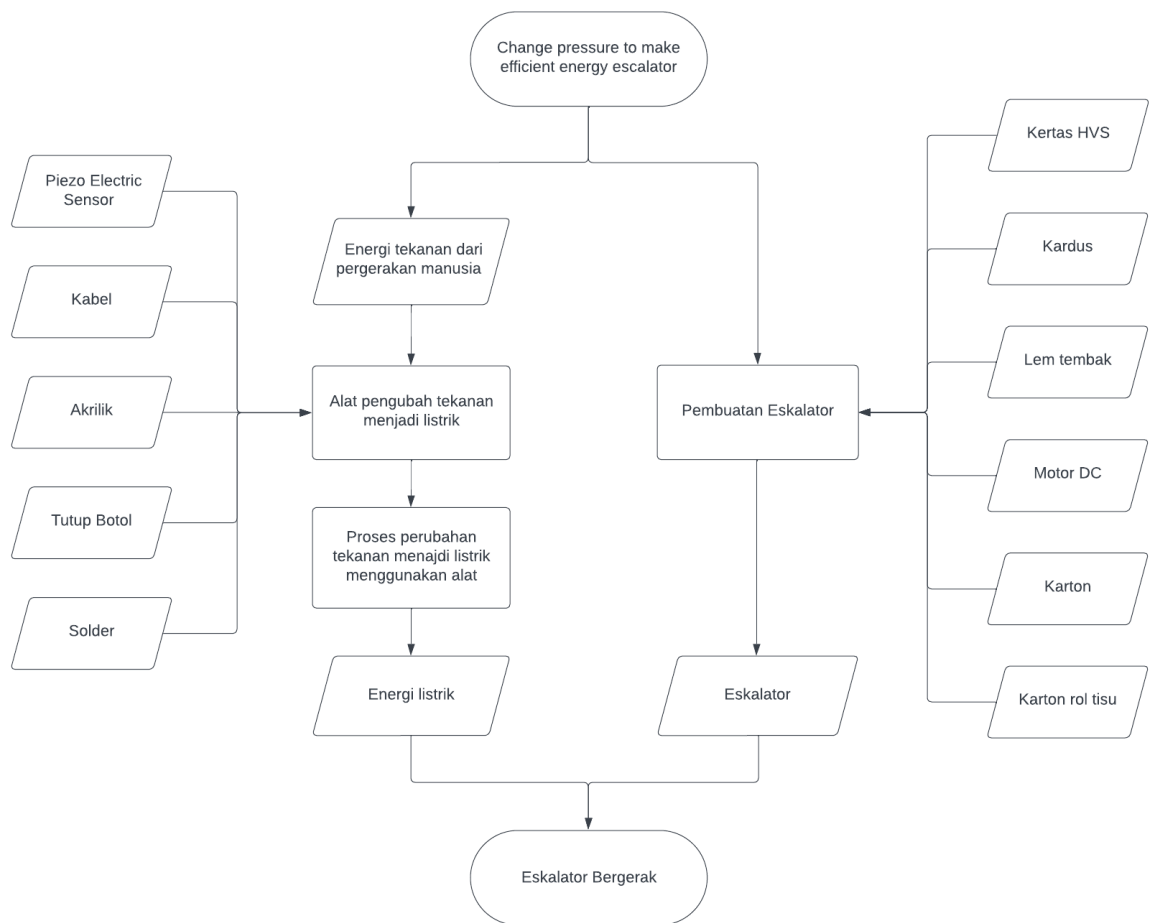 Change pressure to make
efficient energy escalator
Piezo Electric
Sensor
Kabel
Akrilik
Tutup Botol
Solder
Energi tekanan dari
pergerakan manusia
Alat pengubah tekanan
menjadi listrik
Proses perubahan
tekanan menajdi listrik
menggunakan alat
Energi listrik
Pembuatan Eskalator
Eskalator
Kertas HVS
Kardus
Lem tembak
Motor DC
Karton
Karton rol tisu
Eskalator Bergerak